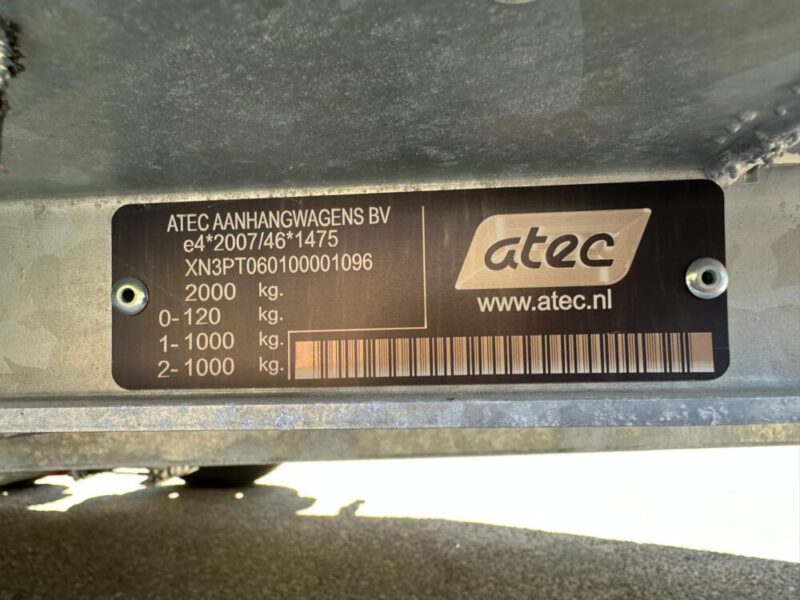 ATEC AANHANGWAGENS BV
e4*2007/46*1475
XN3PT060100001096
2000 kg.
0-120 kg.
1-1000 kg.
2-1000 kg.
atec
www.atec.nl